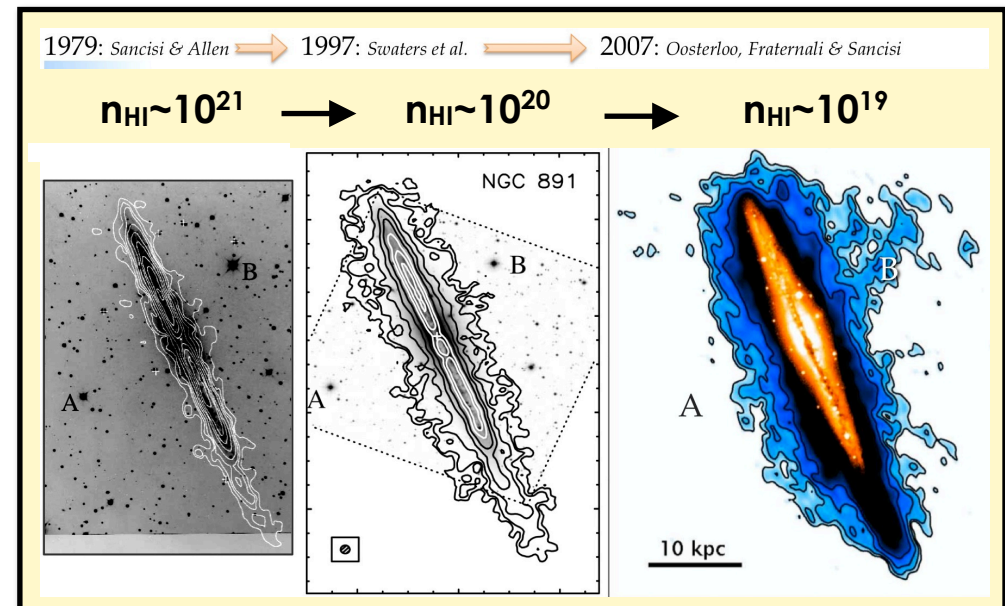 1979: Sancisi & Allen 1997: Swaters et al. 2007: Oosterloo, Fraternali & Sancisi
nHI~10²¹ nHI~10²⁰ nHI~10¹⁹
NGC 891
B
B
B
A
A
A
10 kpc